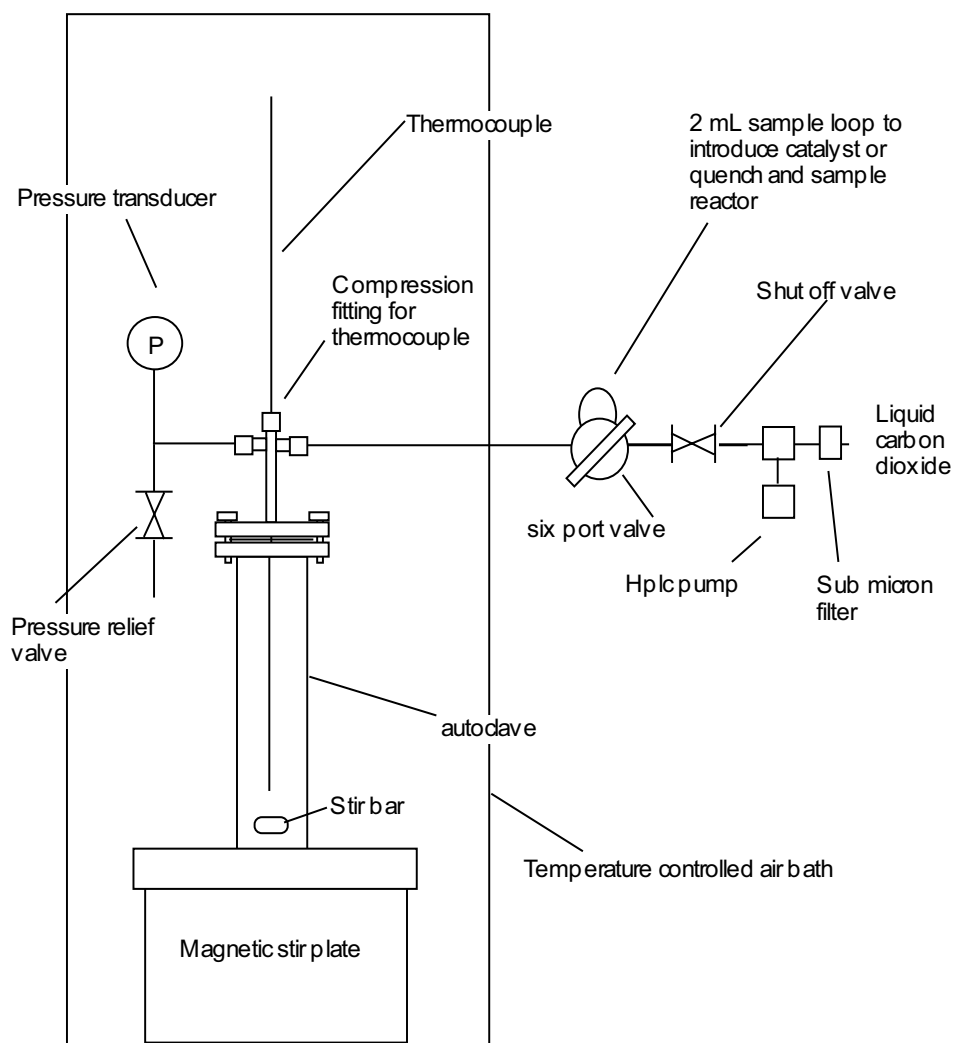 Thermocouple
2 mL sample loop to
introduce catalyst or
quench and sample
reactor
Pressure transducer
Compression
fitting for
thermocouple
Shut off valve
P
Liquid
carbon
dioxide
six port valve
Hplc pump
Sub micron
filter
Pressure relief
valve
autoclave
Stir bar
Temperature controlled air bath
Magnetic stir plate